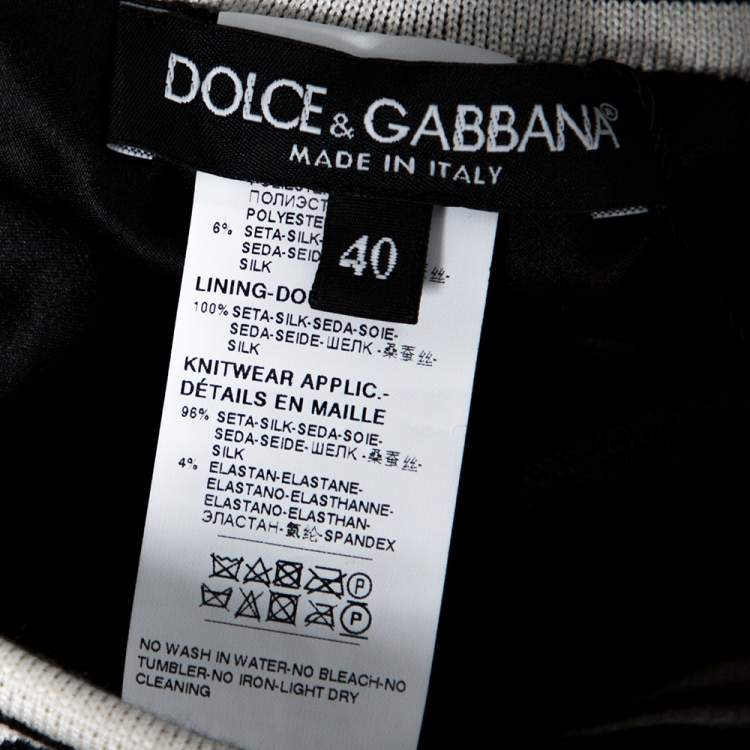 DOLCE & GABBANA®
MADE IN ITALY
ПОЛИЭСТ
POLYESTE
40
6% SETA-SILK-
SEDA-SEID
SILK
丝-
LINING-DO
100% SETA-SILK-SEDA-SOIE-
SEDA-SEIDE-ШЕЛК-桑蚕丝-
SILK
KNITWEAR APPLIC.-
DÉTAILS EN MAILLE
96% SETA-SILK-SEDA-SOIE-
SEDA-SEIDE-ШЕЛК-桑蚕丝-
SILK
4% ELASTAN-ELASTANE-
ELASTANO-ELASTHANNE-
ELASTANO-ELASTHAN-
ЭЛАСТАН-氨纶-SPANDEX
P
P
NO WASH IN WATER-NO BLEACH-NO
TUMBLER-NO IRON-LIGHT DRY
CLEANING